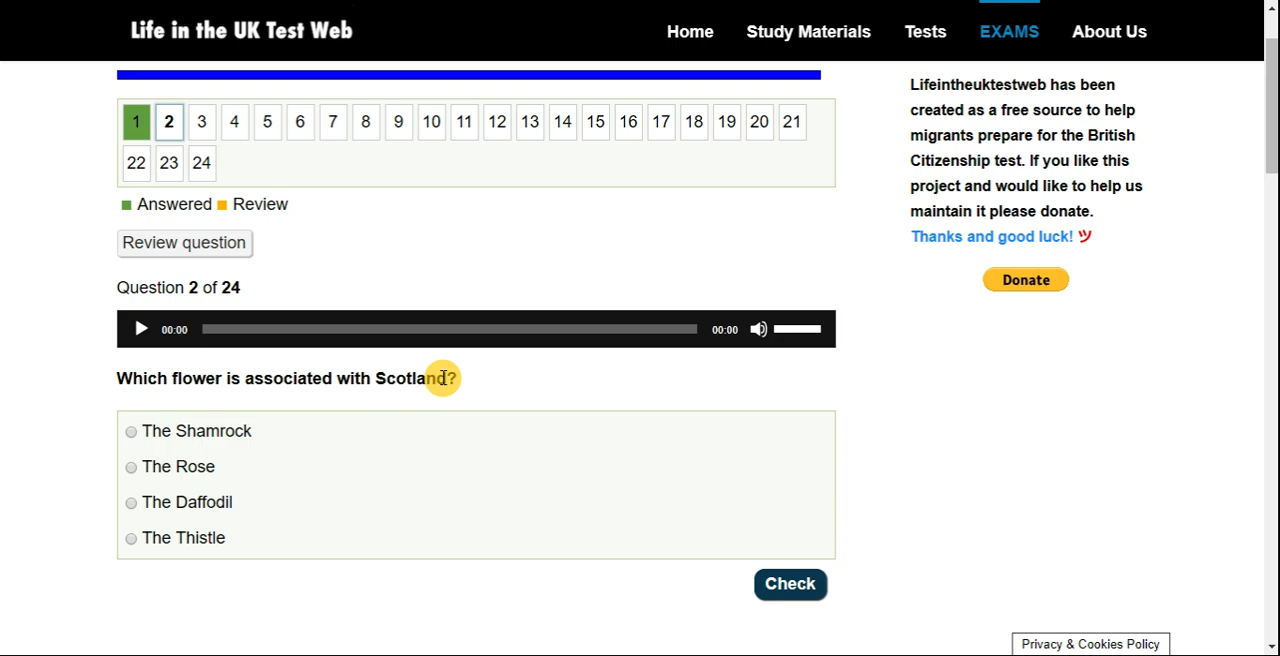 Life in the UK Test Web
Home Study Materials Tests EXAMS About Us
1 2 3 4 5 6 7 8 9 10 11 12 13 14 15 16 17 18 19 20 21
22 23 24
Answered Review
Review question
Question 2 of 24
00:00 00:00
Which flower is associated with Scotland?
The Shamrock
The Rose
The Daffodil
The Thistle
Check
Lifeintheuktestweb has been
created as a free source to help
migrants prepare for the British
Citizenship test. If you like this
project and would like to help us
maintain it please donate.
Thanks and good luck! ツ
Donate
Privacy & Cookies Policy